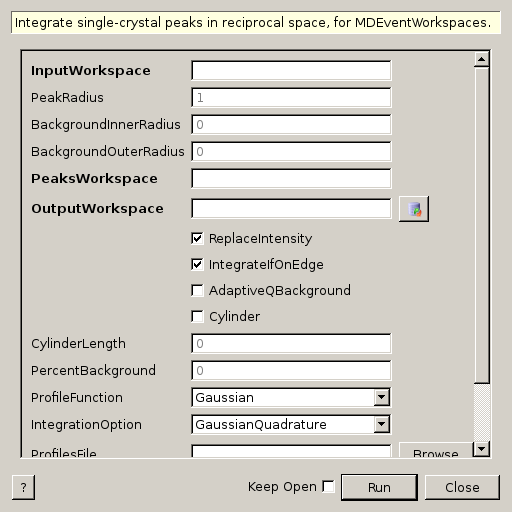 Integrate single-crystal peaks in reciprocal space, for MDEventWorkspaces.
InputWorkspace
PeakRadius 1
BackgroundInnerRadius 0
BackgroundOuterRadius 0
PeaksWorkspace
OutputWorkspace
ReplaceIntensity
IntegrateIfOnEdge
AdaptiveQBackground
Cylinder
CylinderLength 0
PercentBackground 0
ProfileFunction Gaussian
IntegrationOption GaussianQuadrature
ProfilesFile Browse
? Keep Open Run Close